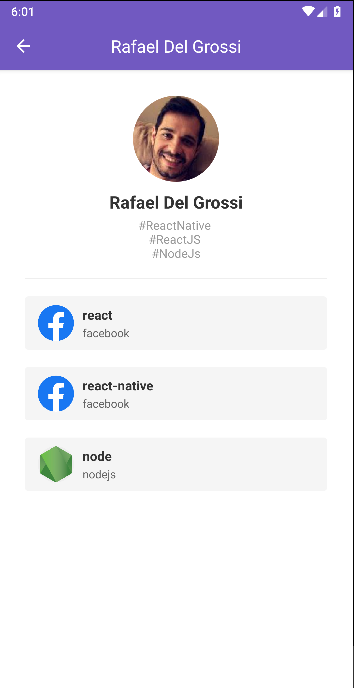 6:01
Rafael Del Grossi
Rafael Del Grossi
#ReactNative
#ReactJS
#NodeJs
react
facebook
react-native
facebook
node
nodejs